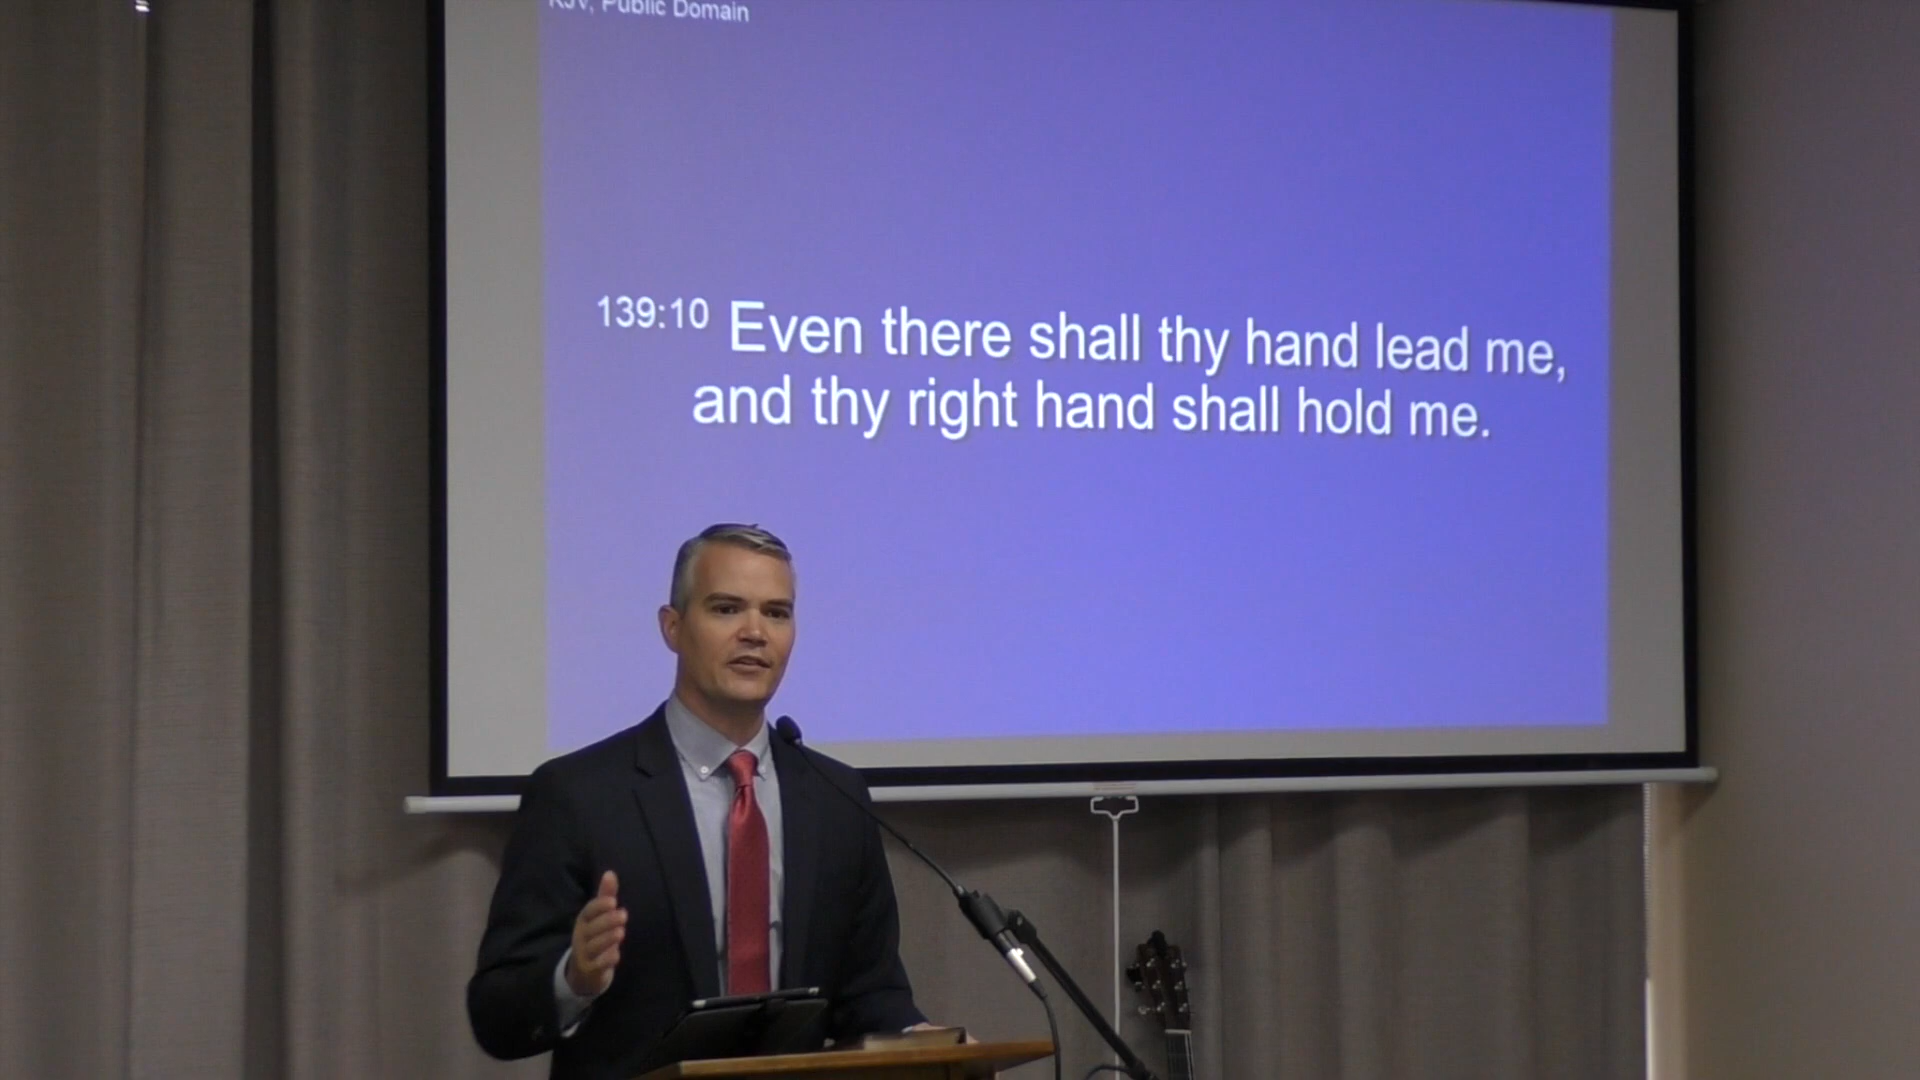 KJV, Public Domain
139:10 Even there shall thy hand lead me,
and thy right hand shall hold me.